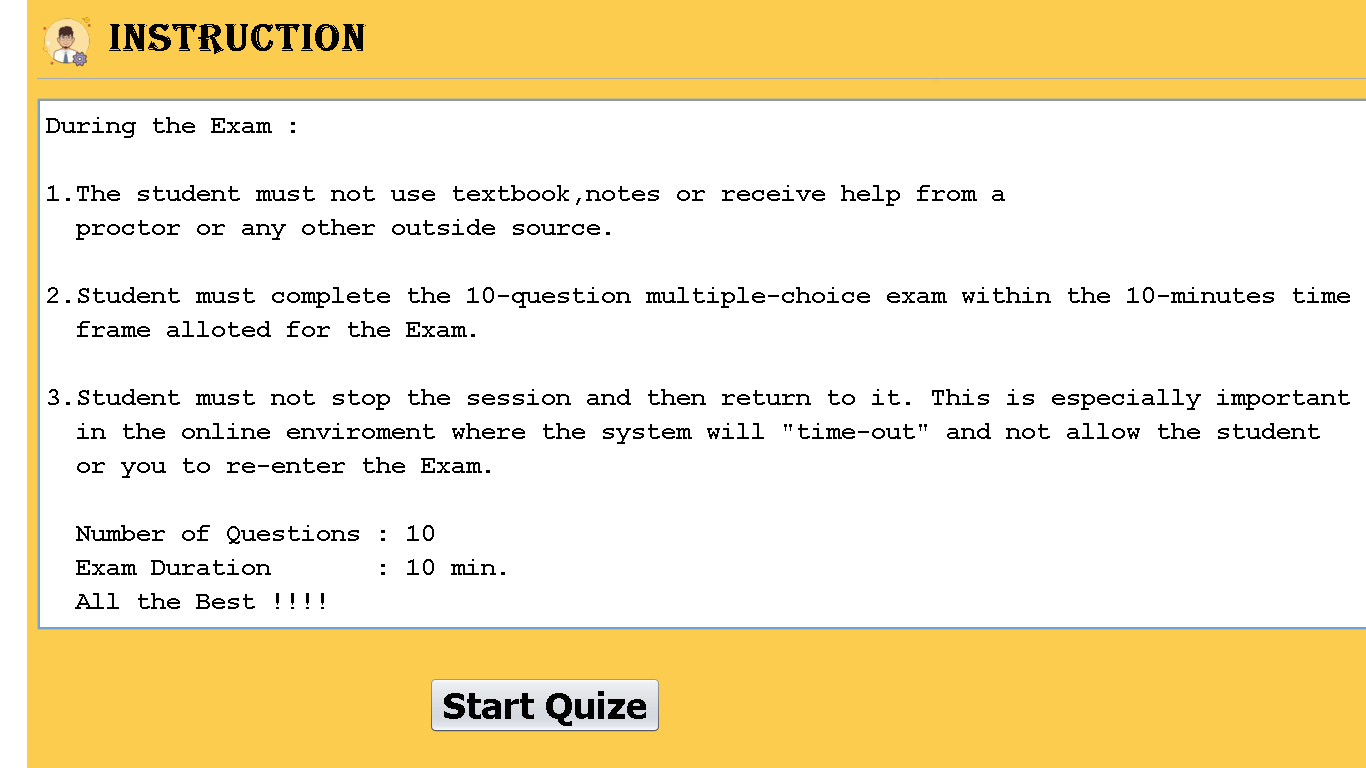 INSTRUCTION
During the Exam :
1.The student must not use textbook,notes or receive help from a
proctor or any other outside source.
2.Student must complete the 10-question multiple-choice exam within the 10-minutes time
frame alloted for the Exam.
3.Student must not stop the session and then return to it. This is especially important
in the online enviroment where the system will "time-out" and not allow the student
or you to re-enter the Exam.
Number of Questions : 10
Exam Duration : 10 min.
All the Best !!!!
Start Quize